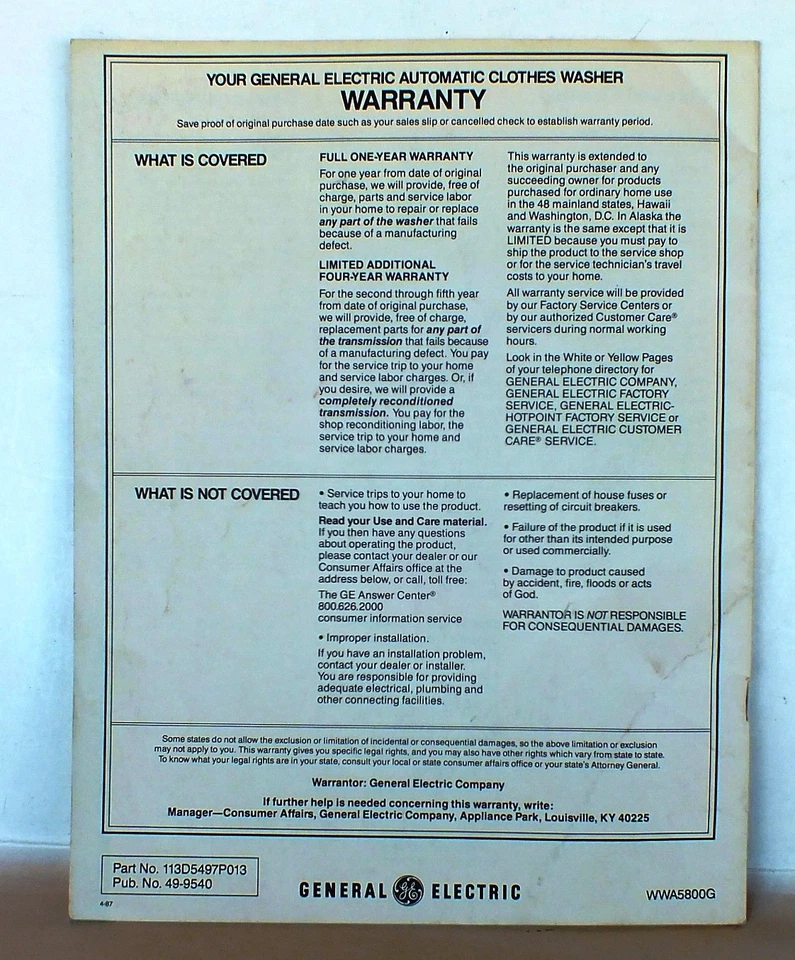 YOUR GENERAL ELECTRIC AUTOMATIC CLOTHES WASHER
WARRANTY
Save proof of original purchase date such as your sales slip or cancelled check to establish warranty period.
WHAT IS COVERED
FULL ONE-YEAR WARRANTY
For one year from date of original
purchase, we will provide, free of
charge, parts and service labor
in your home to repair or replace
any part of the washer that fails
because of a manufacturing
defect.
LIMITED ADDITIONAL
FOUR-YEAR WARRANTY
For the second through fifth year
from date of original purchase,
we will provide, free of charge,
replacement parts for any part of
the transmission that fails because
of a manufacturing defect. You pay
for the service trip to your home
and service labor charges. Or, if
you desire, we will provide a
completely reconditioned
transmission. You pay for the
shop reconditioning labor, the
service trip to your home and
service labor charges.
This warranty is extended to
the original purchaser and any
succeeding owner for products
purchased for ordinary home use
in the 48 mainland states, Hawaii
and Washington, D.C. In Alaska the
warranty is the same except that it is
LIMITED because you must pay to
ship the product to the service shop
or for the service technician's travel
costs to your home.
All warranty service will be provided
by our Factory Service Centers or
by our authorized Customer Care®
servicers during normal working
hours.
Look in the White or Yellow Pages
of your telephone directory for
GENERAL ELECTRIC COMPANY,
GENERAL ELECTRIC FACTORY
SERVICE, GENERAL ELECTRIC-
HOTPOINT FACTORY SERVICE or
GENERAL ELECTRIC CUSTOMER
CARE® SERVICE.
WHAT IS NOT COVERED
• Service trips to your home to
teach you how to use the product.
Read your Use and Care material.
If you then have any questions
about operating the product,
please contact your dealer or our
Consumer Affairs office at the
address below, or call, toll free:
The GE Answer Center®
800.626.2000
consumer information service
• Improper installation.
If you have an installation problem,
contact your dealer or installer.
You are responsible for providing
adequate electrical, plumbing and
other connecting facilities.
• Replacement of house fuses or
resetting of circuit breakers.
• Failure of the product if it is used
for other than its intended purpose
or used commercially.
• Damage to product caused
by accident, fire, floods or acts
of God.
WARRANTOR IS NOT RESPONSIBLE
FOR CONSEQUENTIAL DAMAGES.
Some states do not allow the exclusion or limitation of incidental or consequential damages, so the above limitation or exclusion
may not apply to you. This warranty gives you specific legal rights, and you may also have other rights which vary from state to state.
To know what your legal rights are in your state, consult your local or state consumer affairs office or your state's Attorney General.
Warrantor: General Electric Company
If further help is needed concerning this warranty, write:
Manager—Consumer Affairs, General Electric Company, Appliance Park, Louisville, KY 40225
Part No. 113D5497P013
Pub. No. 49-9540
4-87
GENERAL GE ELECTRIC
WWA5800G